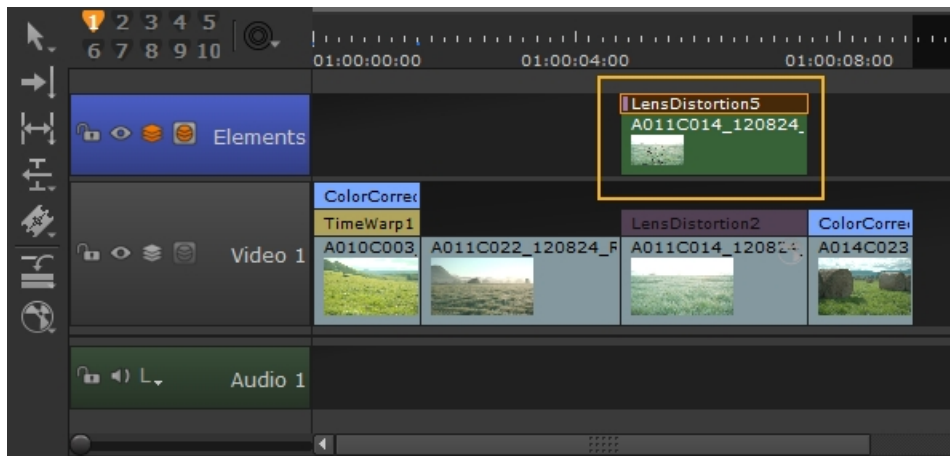 1 2 3 4 5
6 7 8 9 10
01:00:00:00 01:00:04:00 01:00:08:00
LensDistortion5
Elements
A011C014_120824_
ColorCorrec
TimeWarp1 LensDistortion2 ColorCorre
Video 1
A010C003 A011C022_120824_R A011C014_120824_ A014C023
L
Audio 1